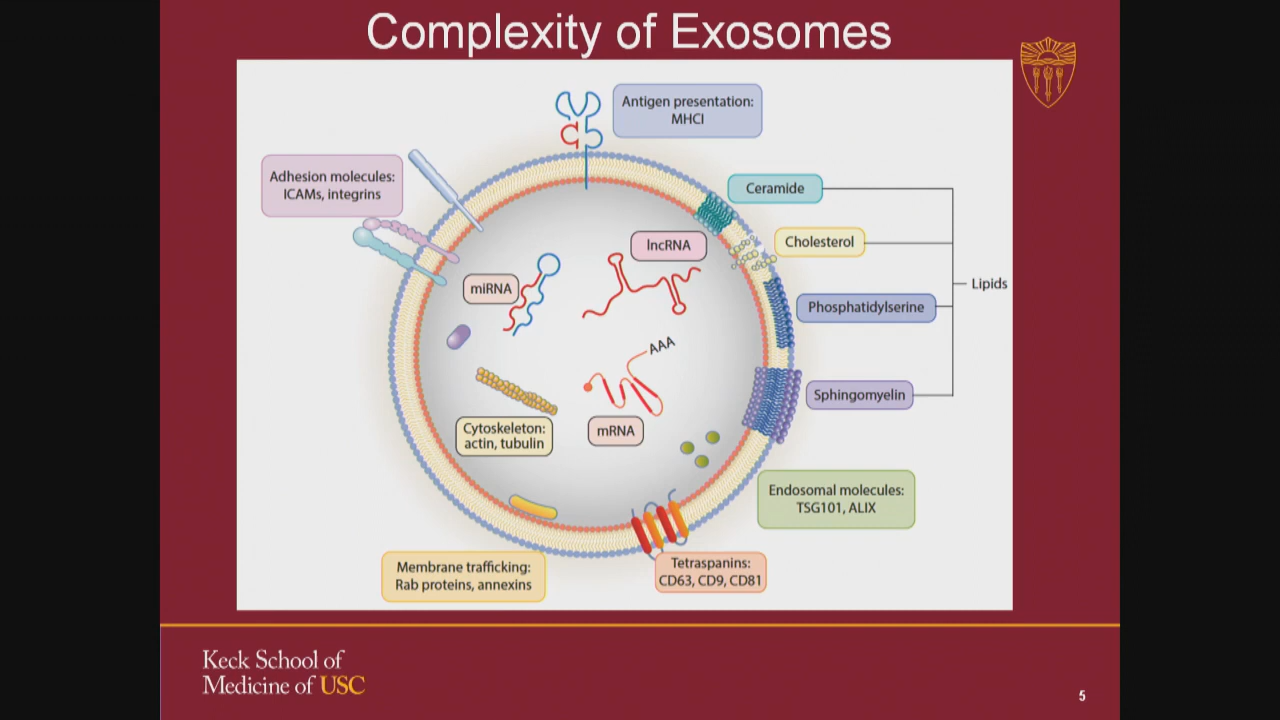 Complexity of Exosomes
Antigen presentation:
MHCI
Adhesion molecules:
ICAMs, integrins
Ceramide
Cholesterol
lncRNA
miRNA
Lipids
Phosphatidylserine
AAA
Sphingomyelin
Cytoskeleton:
actin, tubulin
mRNA
Endosomal molecules:
TSG101, ALIX
Membrane trafficking:
Rab proteins, annexins
Tetraspanins:
CD63, CD9, CD81
Keck School of
Medicine of USC
5